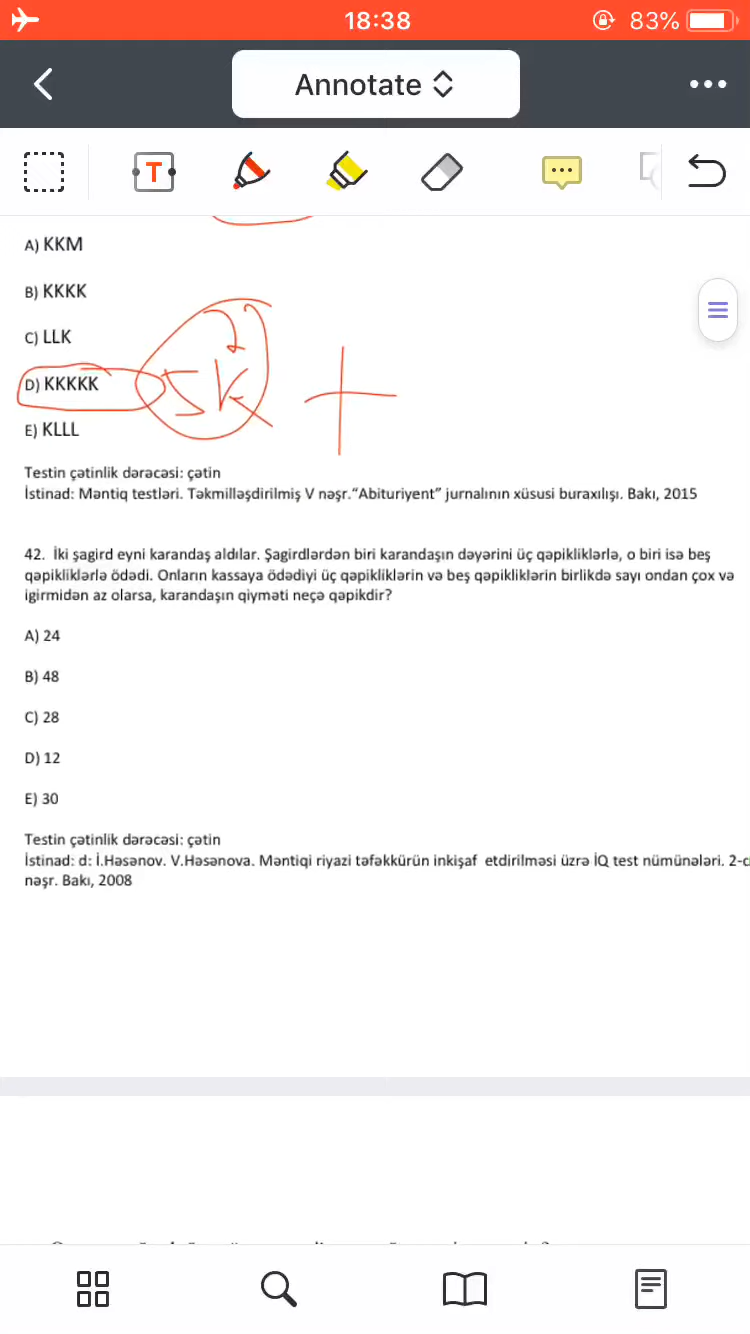 18:38
83%
Annotate
T
A) KKM
B) KKKK
C) LLK
D) KKKKK
5K
E) KLLL
Testin çətinlik dərəcəsi: çətin
İstinad: Məntiq testləri. Təkmilləşdirilmiş V nəşr.“Abituriyent” jurnalının xüsusi buraxılışı. Bakı, 2015
42. İki şagird eyni karandaş aldılar. Şagirdlərdən biri karandaşın dəyərini üç qəpikliklərlə, o biri isə beş
qəpikliklərlə ödədi. Onların kassaya ödədiyi üç qəpikliklərin və beş qəpikliklərin birlikdə sayı ondan çox və
igirmidən az olarsa, karandaşın qiyməti neçə qəpikdir?
A) 24
B) 48
C) 28
D) 12
E) 30
Testin çətinlik dərəcəsi: çətin
İstinad: d: İ.Həsənov. V.Həsənova. Məntiqi riyazi təfəkkürün inkişaf etdirilməsi üzrə İQ test nümünələri. 2-c
nəşr. Bakı, 2008